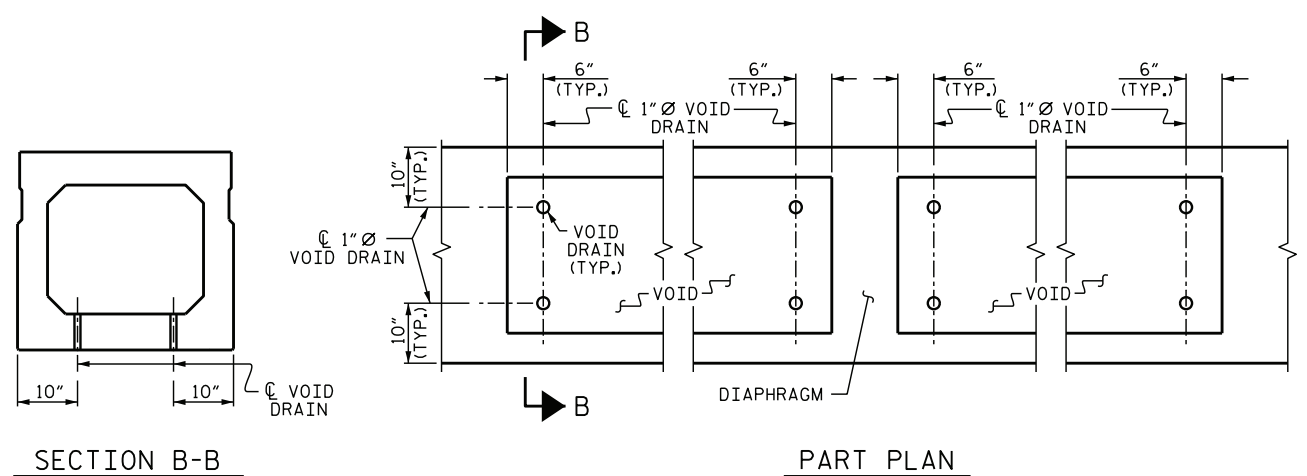 B
6" 6" 6" 6"
(TYP.) (TYP.) (TYP.) (TYP.)
℄ 1" Ø VOID
DRAIN
℄ 1" Ø VOID
DRAIN
10"
(TYP.)
℄ 1" Ø
VOID DRAIN
VOID
DRAIN
(TYP.)
VOID
VOID
10"
(TYP.)
10" 10"
℄ VOID
DRAIN
DIAPHRAGM
B
SECTION B-B
PART PLAN